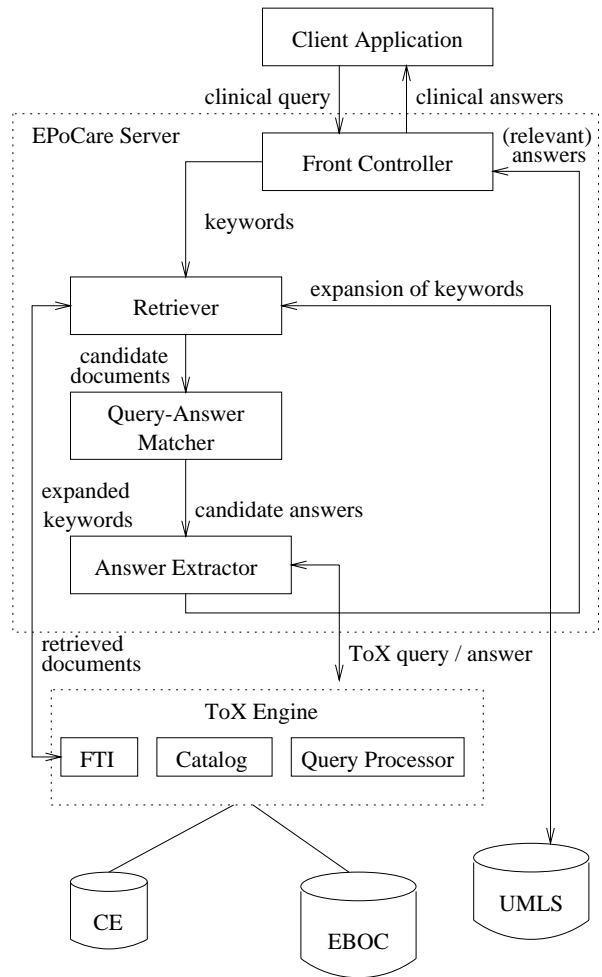 Client Application
clinical query
clinical answers
EPoCare Server
(relevant)
answers
Front Controller
keywords
Retriever
expansion of keywords
candidate
documents
Query-Answer
Matcher
expanded
keywords
candidate answers
Answer Extractor
retrieved
documents
ToX query / answer
ToX Engine
FTI
Catalog
Query Processor
CE
EBOC
UMLS